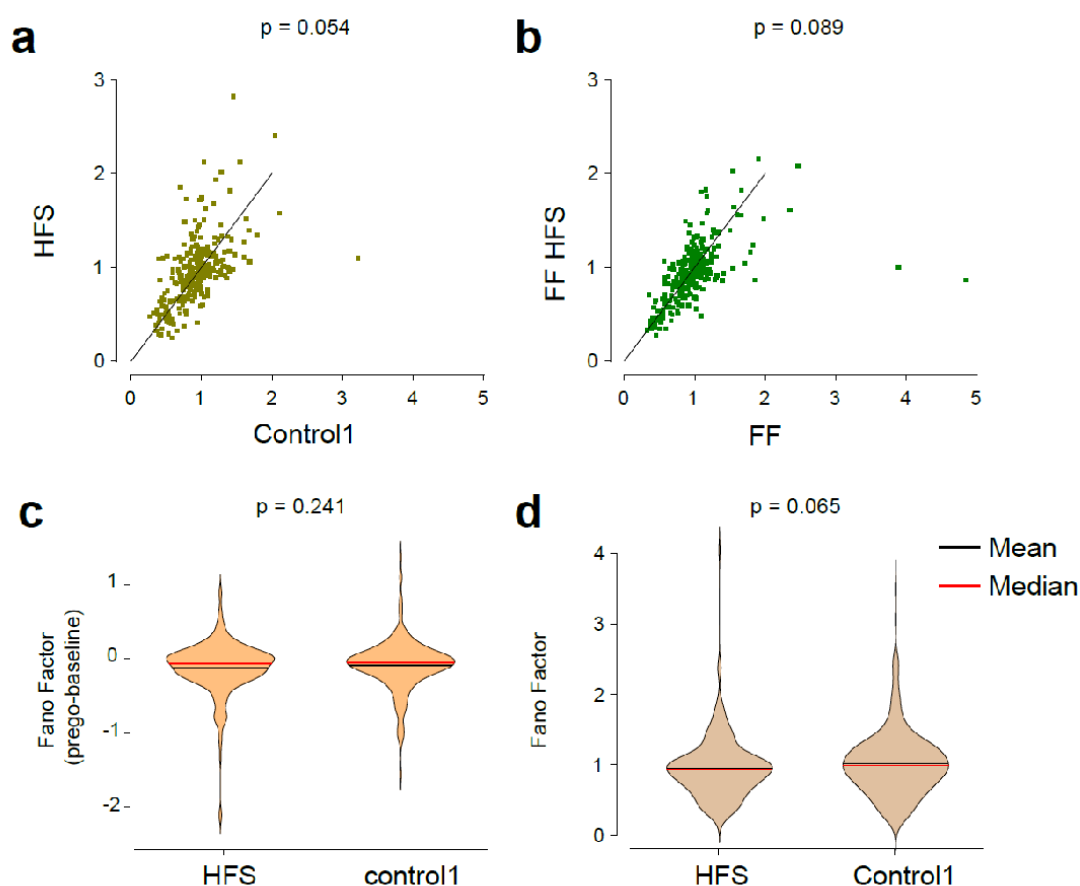 a
p = 0.054
3
2
1
0
HFS
0 1 2 3 4 5
Control1
b
p = 0.089
3
2
1
0
FF HFS
0 1 2 3 4 5
FF
c
p = 0.241
1
0
-1
-2
Fano Factor
(prego-baseline)
HFS control1
d
p = 0.065
Mean
Median
4
3
2
1
0
Fano Factor
HFS Control1